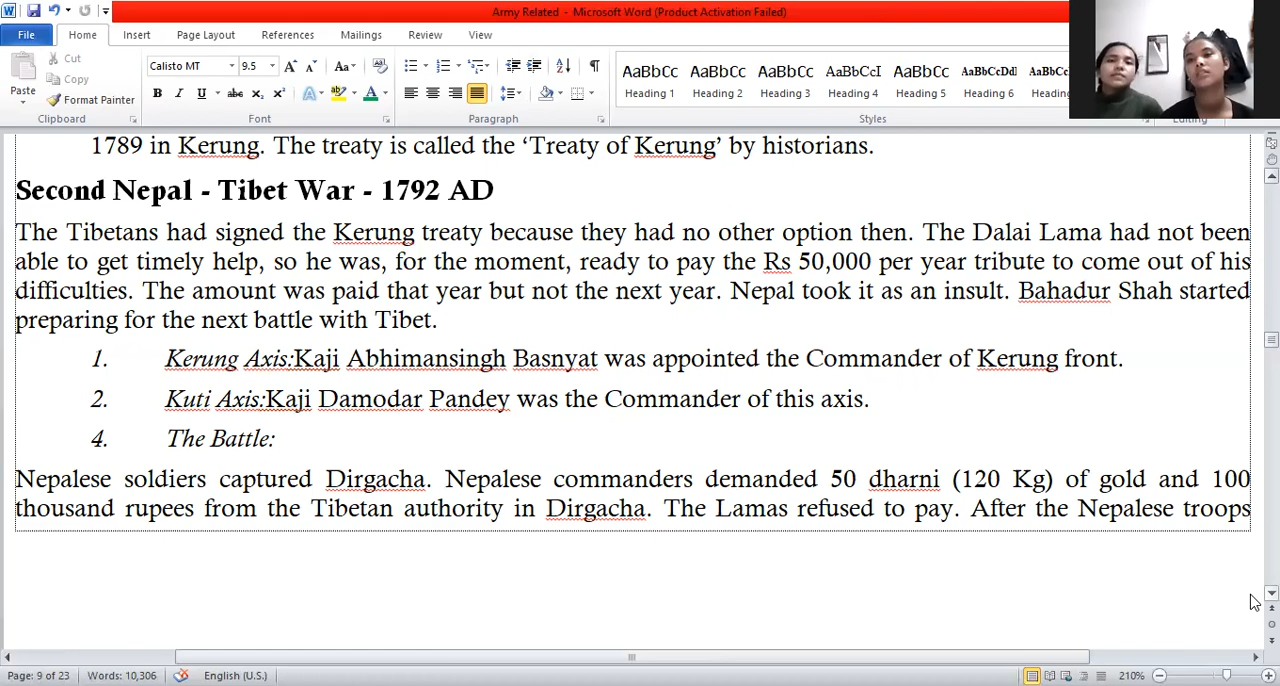 Army Related - Microsoft Word (Product Activation Failed)
File Home Insert Page Layout References Mailings Review View
Paste Cut Copy Format Painter Clipboard
Calisto MT 9.5 Font
Paragraph
AaBbCc AaBbCc AaBbCc AaBbCcI AaBbCc AaBbCcDd AaBbCc
Heading 1 Heading 2 Heading 3 Heading 4 Heading 5 Heading 6 Heading
Styles Editing
1789 in Kerung. The treaty is called the ‘Treaty of Kerung’ by historians.
Second Nepal - Tibet War - 1792 AD
The Tibetans had signed the Kerung treaty because they had no other option then. The Dalai Lama had not been
able to get timely help, so he was, for the moment, ready to pay the Rs 50,000 per year tribute to come out of his
difficulties. The amount was paid that year but not the next year. Nepal took it as an insult. Bahadur Shah started
preparing for the next battle with Tibet.
1. Kerung Axis:Kaji Abhimansingh Basnyat was appointed the Commander of Kerung front.
2. Kuti Axis:Kaji Damodar Pandey was the Commander of this axis.
4. The Battle:
Nepalese soldiers captured Dirgacha. Nepalese commanders demanded 50 dharni (120 Kg) of gold and 100
thousand rupees from the Tibetan authority in Dirgacha. The Lamas refused to pay. After the Nepalese troops
Page: 9 of 23 Words: 10,306 English (U.S.) 210%